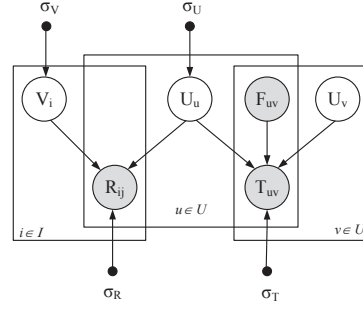 σV σU
Vi Uu Fuv Uv
Rij Tuv
i ∈ I u ∈ U v ∈ U
σR σT